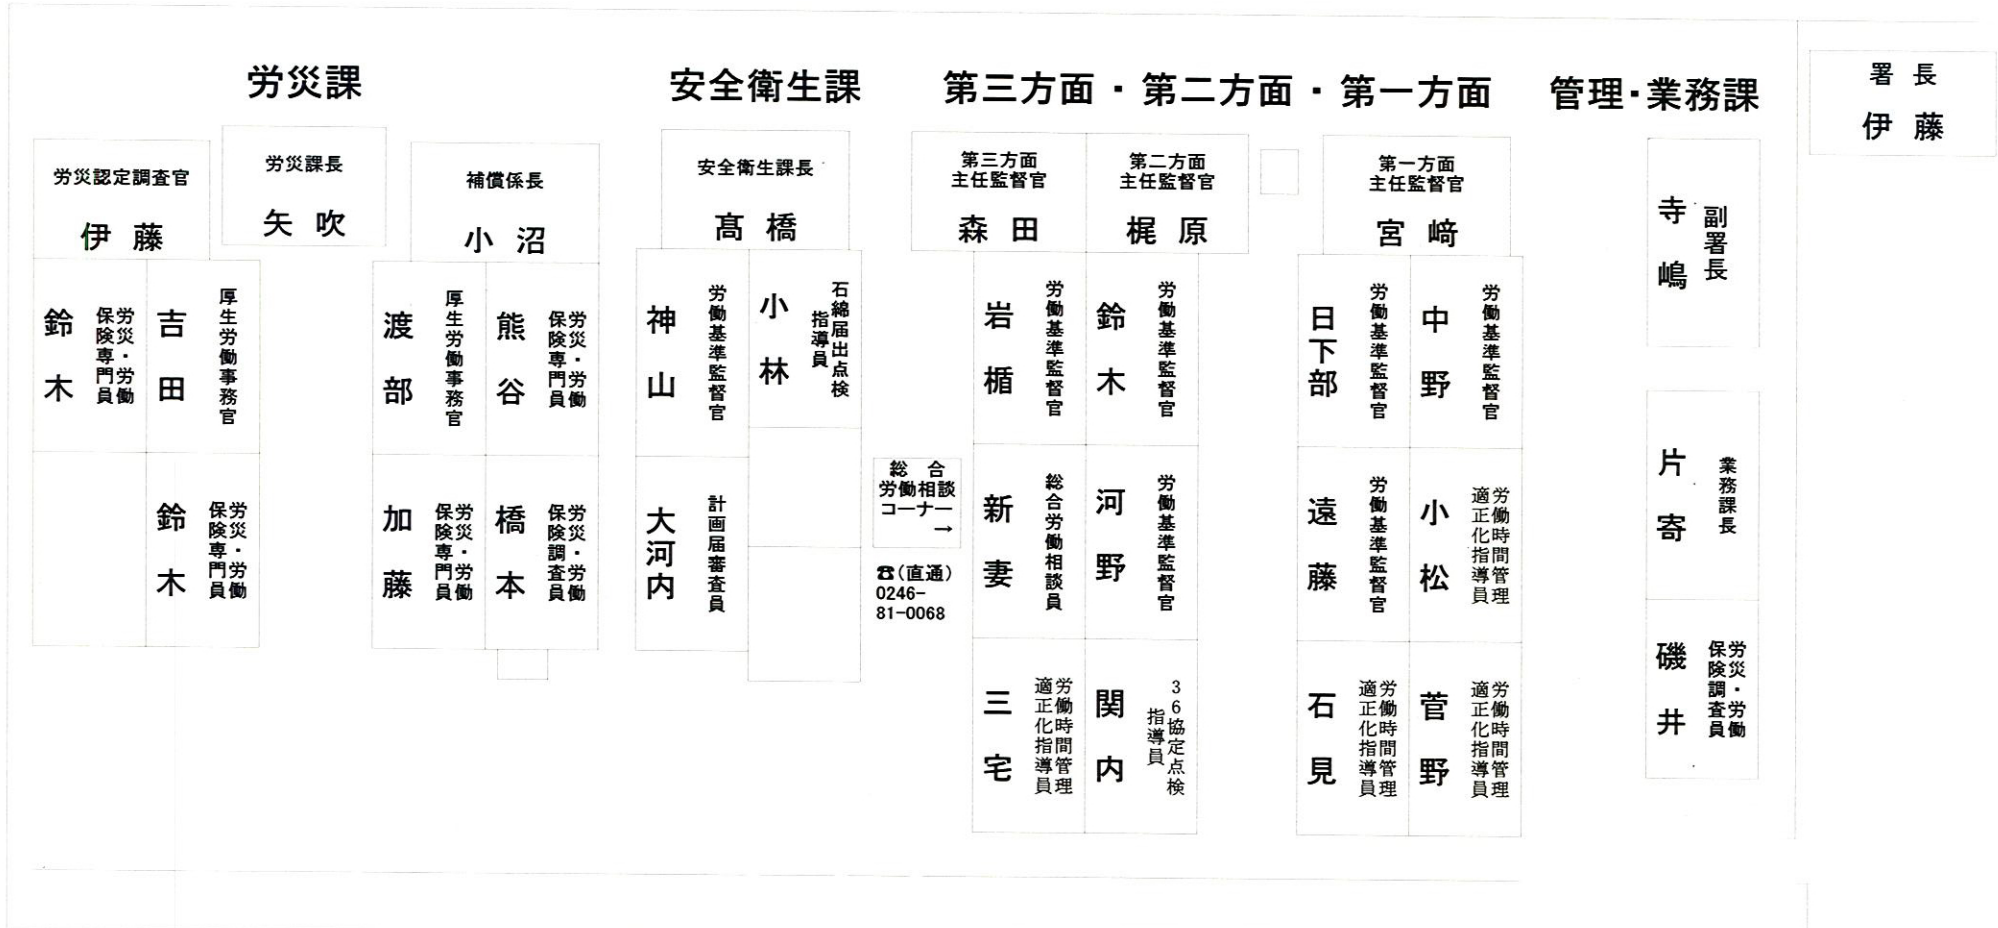 労災課
安全衛生課
第三方面・第二方面・第一方面
管理・業務課
署長
伊藤
労災認定調査官
伊藤
労災課長
矢吹
補償係長
小沼
安全衛生課長
髙橋
第三方面
主任監督官
森田
第二方面
主任監督官
梶原
第一方面
主任監督官
宮﨑
副署長
寺嶋
労災・労働
保険専門員
鈴木
厚生労働事務官
吉田
厚生労働事務官
渡部
労災・労働
保険専門員
熊谷
労働基準監督官
神山
石綿届出点検
指導員
小林
労働基準監督官
岩楯
労働基準監督官
鈴木
労働基準監督官
日下部
労働基準監督官
中野
労災・労働
保険専門員
鈴木
労災・労働
保険専門員
加藤
労災・労働
保険調査員
橋本
計画届審査員
大河内
総合
労働相談
コーナー
→
☎(直通)
0246-
81-0068
総合労働相談員
新妻
労働基準監督官
河野
労働基準監督官
遠藤
労働時間管理
適正化指導員
小松
業務課長
片寄
労働時間管理
適正化指導員
三宅
36協定点検
指導員
関内
労働時間管理
適正化指導員
石見
労働時間管理
適正化指導員
菅野
労災・労働
保険調査員
磯井